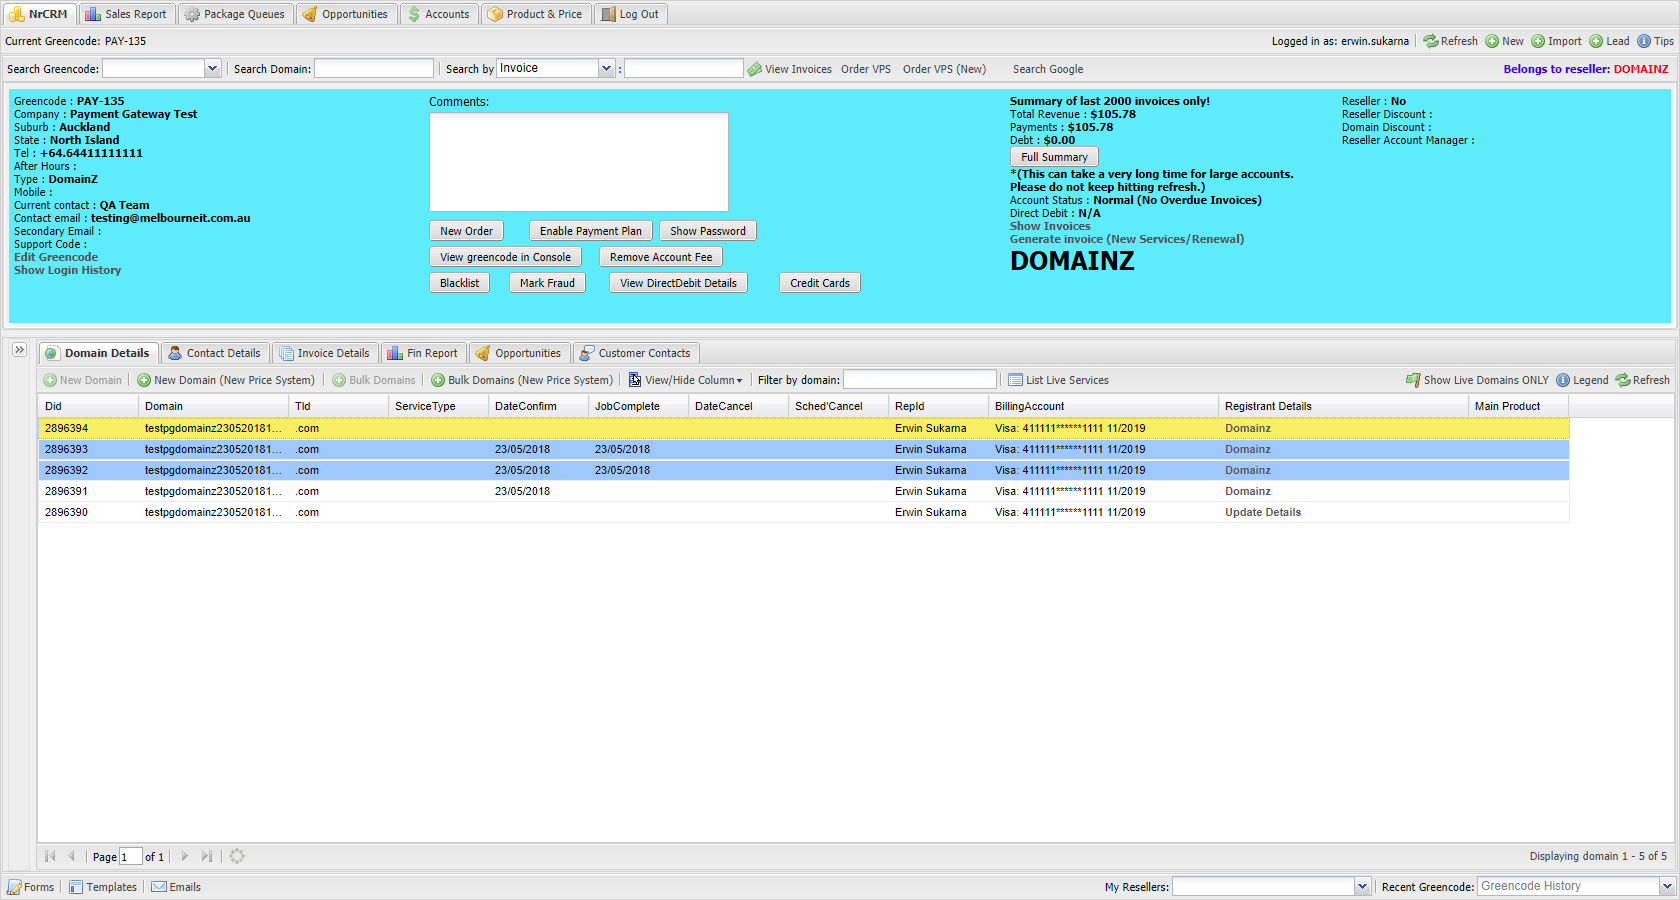 NrCRM Sales Report Package Queues Opportunities Accounts Product & Price Log Out
Current Greencode: PAY-135 Logged in as: erwin.sukarna Refresh New Import Lead Tips
Search Greencode: Search Domain: Search by Invoice : View Invoices Order VPS Order VPS (New) Search Google Belongs to reseller: DOMAINZ
Greencode : PAY-135
Company : Payment Gateway Test
Suburb : Auckland
State : North Island
Tel : +64.64411111111
After Hours :
Type : DomainZ
Mobile :
Current contact : QA Team
Contact email : testing@melbourneit.com.au
Secondary Email :
Support Code :
Edit Greencode
Show Login History
Comments:
New Order Enable Payment Plan Show Password
View greencode in Console Remove Account Fee
Blacklist Mark Fraud View DirectDebit Details Credit Cards
Summary of last 2000 invoices only!
Total Revenue : $105.78
Payments : $105.78
Debt : $0.00
Full Summary
*(This can take a very long time for large accounts.
Please do not keep hitting refresh.)
Account Status : Normal (No Overdue Invoices)
Direct Debit : N/A
Show Invoices
Generate invoice (New Services/Renewal)
DOMAINZ
Reseller : No
Reseller Discount :
Domain Discount :
Reseller Account Manager :
Domain Details Contact Details Invoice Details Fin Report Opportunities Customer Contacts
New Domain New Domain (New Price System) Bulk Domains Bulk Domains (New Price System) View/Hide Column Filter by domain: List Live Services Show Live Domains ONLY Legend Refresh
Did Domain Tld ServiceType DateConfirm JobComplete DateCancel Sched'Cancel RepId BillingAccount Registrant Details Main Product
2896394 testpgdomainz230520181... .com Erwin Sukarna Visa: 411111******1111 11/2019 Domainz
2896393 testpgdomainz230520181... .com 23/05/2018 23/05/2018 Erwin Sukarna Visa: 411111******1111 11/2019 Domainz
2896392 testpgdomainz230520181... .com 23/05/2018 23/05/2018 Erwin Sukarna Visa: 411111******1111 11/2019 Domainz
2896391 testpgdomainz230520181... .com 23/05/2018 Erwin Sukarna Visa: 411111******1111 11/2019 Domainz
2896390 testpgdomainz230520181... .com Erwin Sukarna Visa: 411111******1111 11/2019 Update Details
Page 1 of 1 Displaying domain 1 - 5 of 5
Forms Templates Emails My Resellers: Recent Greencode: Greencode History